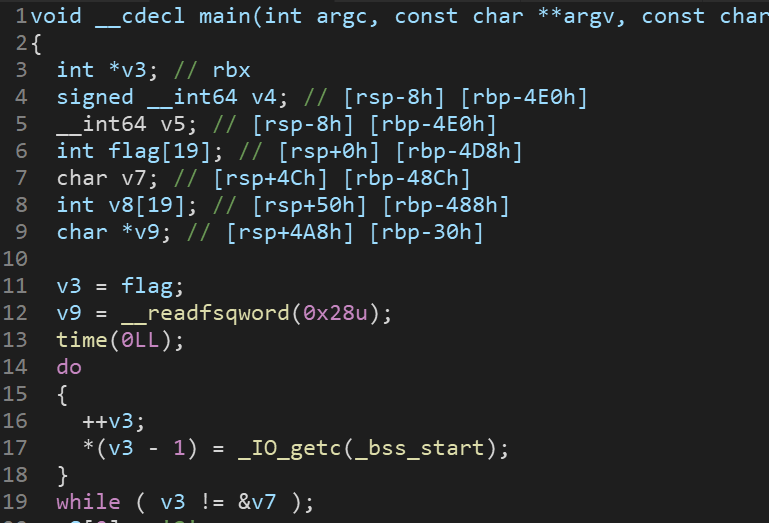 1void __cdecl main(int argc, const char **argv, const char
2{
3 int *v3; // rbx
4 signed __int64 v4; // [rsp-8h] [rbp-4E0h]
5 __int64 v5; // [rsp-8h] [rbp-4E0h]
6 int flag[19]; // [rsp+0h] [rbp-4D8h]
7 char v7; // [rsp+4Ch] [rbp-48Ch]
8 int v8[19]; // [rsp+50h] [rbp-488h]
9 char *v9; // [rsp+4A8h] [rbp-30h]
10
11 v3 = flag;
12 v9 = __readfsqword(0x28u);
13 time(0LL);
14 do
15 {
16 ++v3;
17 *(v3 - 1) = _IO_getc(_bss_start);
18 }
19 while ( v3 != &v7 );